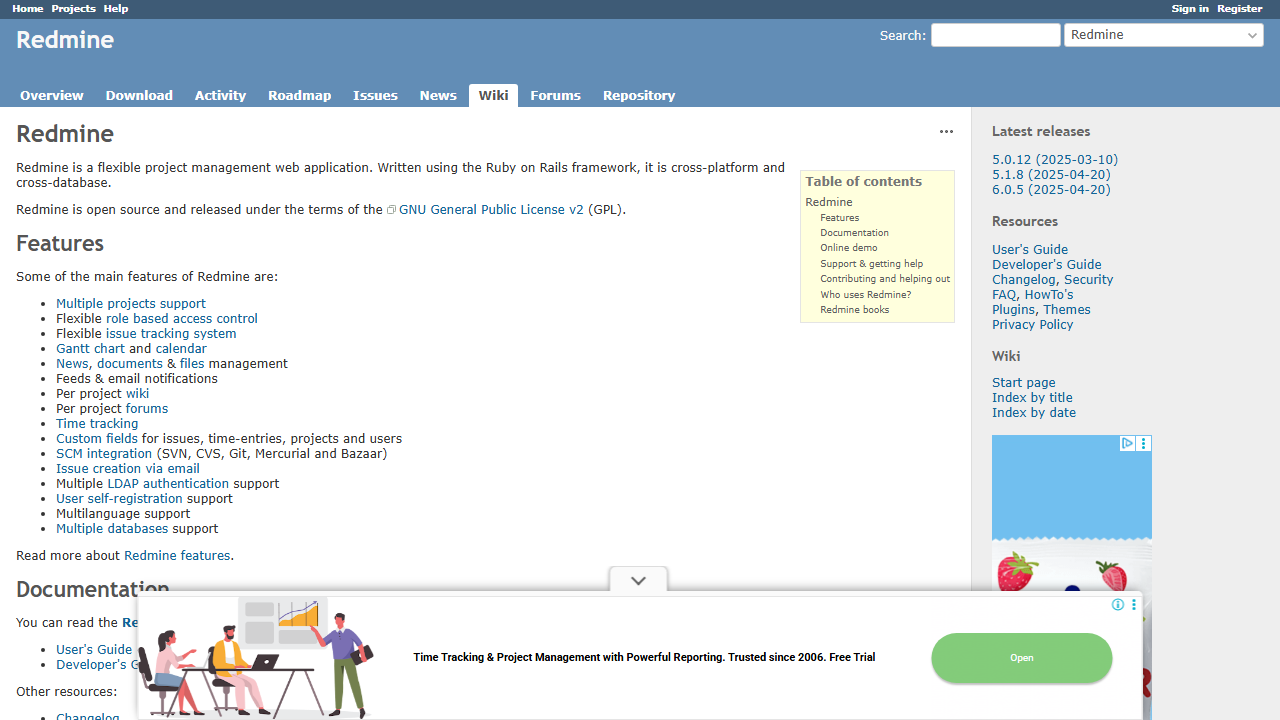 Home Projects Help Sign in Register
Redmine
Search: Redmine
Overview Download Activity Roadmap Issues News Wiki Forums Repository
Redmine
Redmine is a flexible project management web application. Written using the Ruby on Rails framework, it is cross-platform and
cross-database.
Redmine is open source and released under the terms of the GNU General Public License v2 (GPL).
Table of contents
Redmine
Features
Documentation
Online demo
Support & getting help
Contributing and helping out
Who uses Redmine?
Redmine books
Features
Some of the main features of Redmine are:
Multiple projects support
Flexible role based access control
Flexible issue tracking system
Gantt chart and calendar
News, documents & files management
Feeds & email notifications
Per project wiki
Per project forums
Time tracking
Custom fields for issues, time-entries, projects and users
SCM integration (SVN, CVS, Git, Mercurial and Bazaar)
Issue creation via email
Multiple LDAP authentication support
User self-registration support
Multilanguage support
Multiple databases support
Read more about Redmine features.
Documentation
You can read the Re
User's Guide
Developer's G
Other resources:
Changelog
Latest releases
5.0.12 (2025-03-10)
5.1.8 (2025-04-20)
6.0.5 (2025-04-20)
Resources
User's Guide
Developer's Guide
Changelog, Security
FAQ, HowTo's
Plugins, Themes
Privacy Policy
Wiki
Start page
Index by title
Index by date
Time Tracking & Project Management with Powerful Reporting. Trusted since 2006. Free Trial
Open